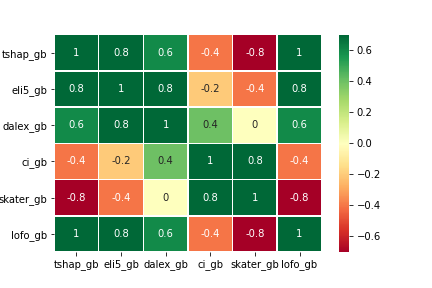 tshap_gb 1 0.8 0.6 -0.4 -0.8 1
eli5_gb 0.8 1 0.8 -0.2 -0.4 0.8
dalex_gb 0.6 0.8 1 0.4 0 0.6
ci_gb -0.4 -0.2 0.4 1 0.8 -0.4
skater_gb -0.8 -0.4 0 0.8 1 -0.8
lofo_gb 1 0.8 0.6 -0.4 -0.8 1
tshap_gb eli5_gb dalex_gb ci_gb skater_gb lofo_gb
0.6
0.4
0.2
0.0
−0.2
−0.4
−0.6